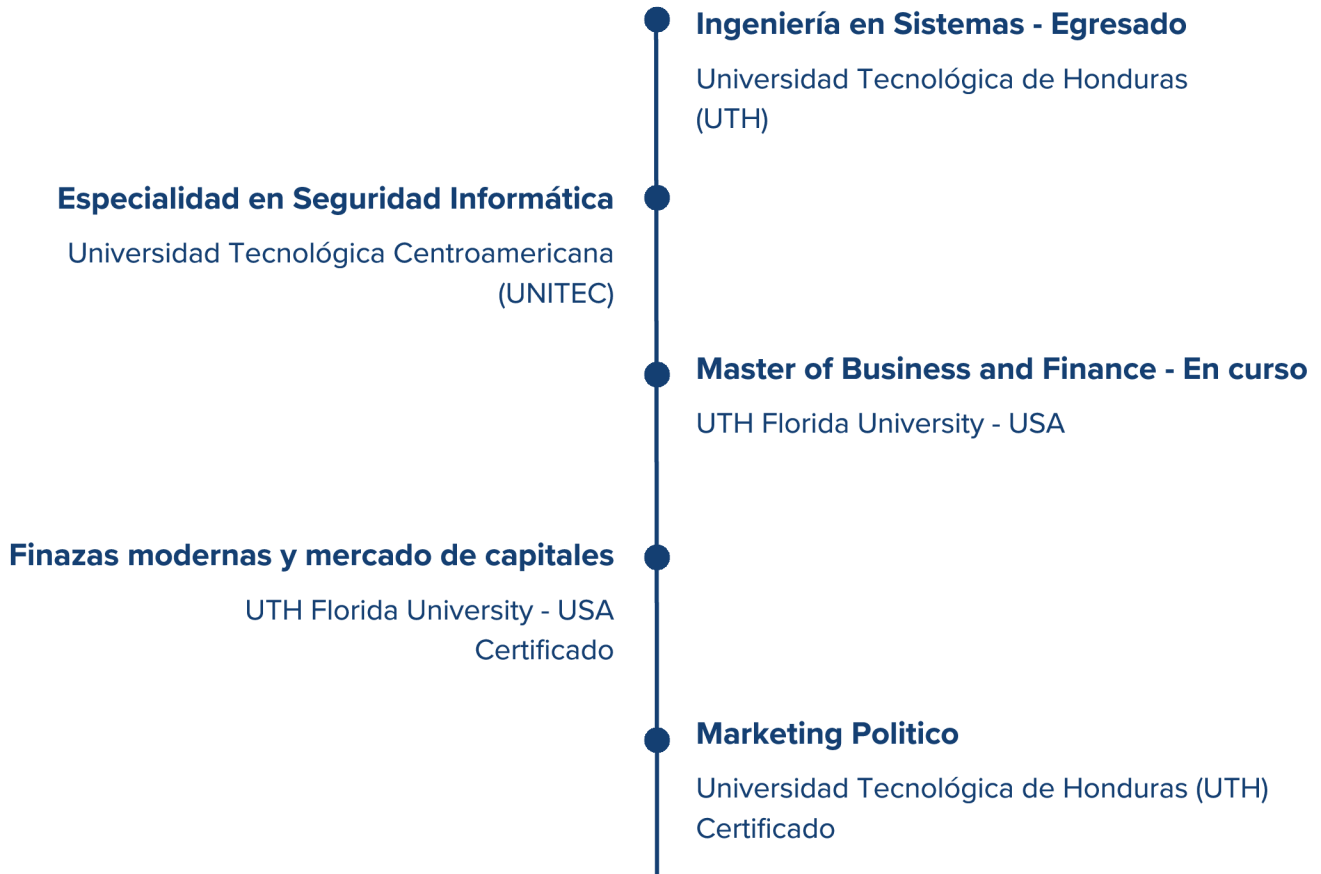 Ingeniería en Sistemas - Egresado
Universidad Tecnológica de Honduras
(UTH)
Especialidad en Seguridad Informática
Universidad Tecnológica Centroamericana
(UNITEC)
Master of Business and Finance - En curso
UTH Florida University - USA
Finazas modernas y mercado de capitales
UTH Florida University - USA
Certificado
Marketing Politico
Universidad Tecnológica de Honduras (UTH)
Certificado